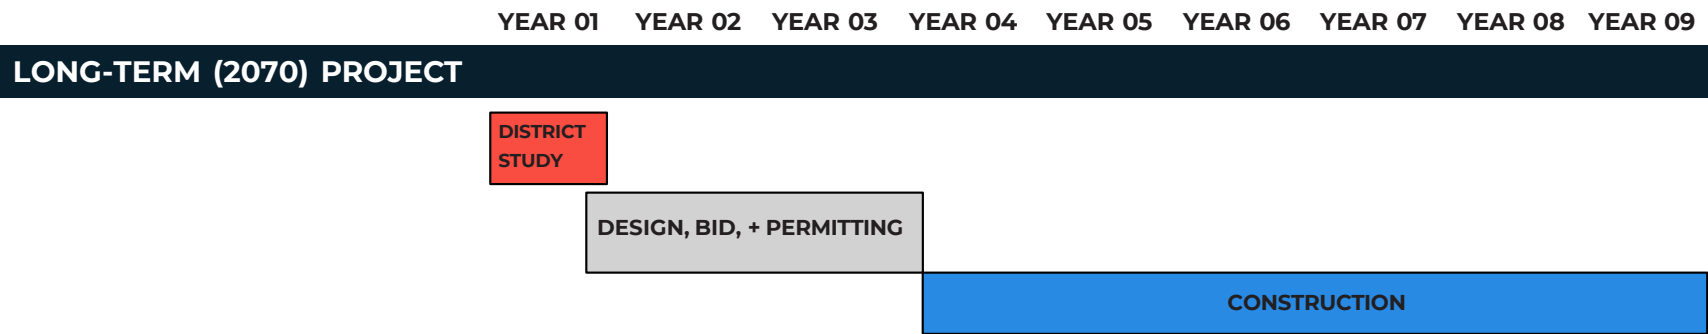 YEAR 01 YEAR 02 YEAR 03 YEAR 04 YEAR 05 YEAR 06 YEAR 07 YEAR 08 YEAR 09
LONG-TERM (2070) PROJECT
DISTRICT
STUDY
DESIGN, BID, + PERMITTING
CONSTRUCTION